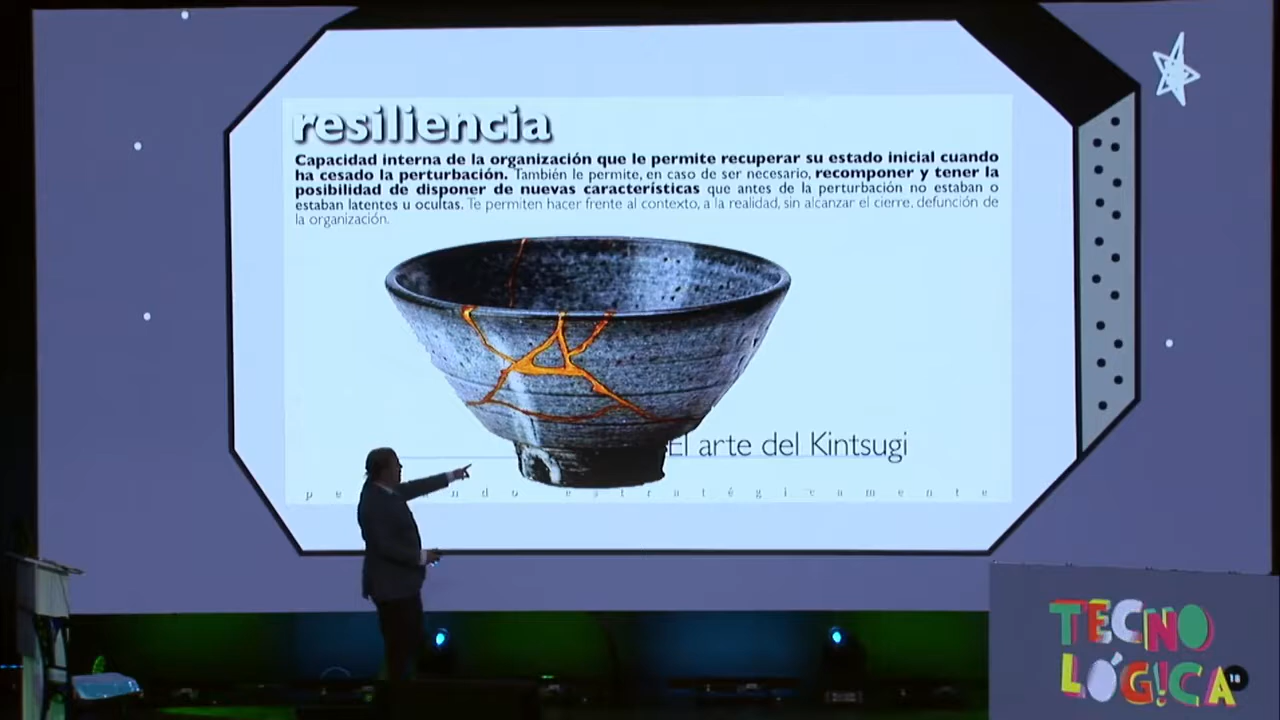 resiliencia
Capacidad interna de la organización que le permite recuperar su estado inicial cuando
ha cesado la perturbación. También le permite, en caso de ser necesario, recomponer y tener la
posibilidad de disponer de nuevas características que antes de la perturbación no estaban o
estaban latentes u ocultas. Te permiten hacer frente al contexto, a la realidad, sin alcanzar el cierre, defunción de
la organización.
El arte del Kintsugi
estratégicamente
TECNO
LÓG!CA 18